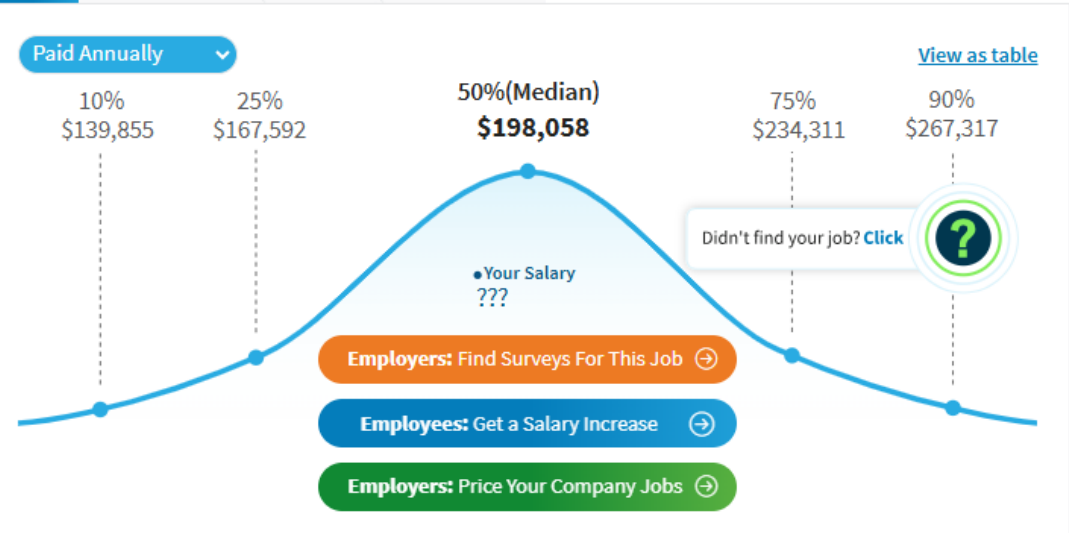 Paid Annually
View as table
10%
$139,855
25%
$167,592
50%(Median)
$198,058
75%
$234,311
90%
$267,317
Didn't find your job? Click
?
•Your Salary
???
Employers: Find Surveys For This Job
Employees: Get a Salary Increase
Employers: Price Your Company Jobs